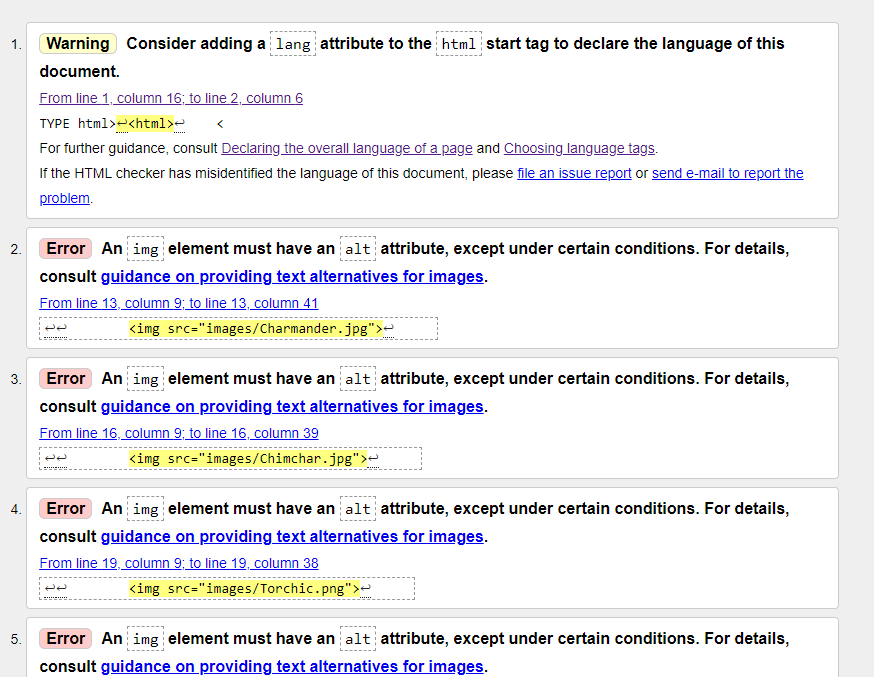 1. Warning Consider adding a lang attribute to the html start tag to declare the language of this
document.
From line 1, column 16; to line 2, column 6
TYPE html>↩<html>↩    <
For further guidance, consult Declaring the overall language of a page and Choosing language tags.
If the HTML checker has misidentified the language of this document, please file an issue report or send e-mail to report the
problem.
2. Error An img element must have an alt attribute, except under certain conditions. For details,
consult guidance on providing text alternatives for images.
From line 13, column 9; to line 13, column 41
↩↩        <img src="images/Charmander.jpg">↩
3. Error An img element must have an alt attribute, except under certain conditions. For details,
consult guidance on providing text alternatives for images.
From line 16, column 9; to line 16, column 39
↩↩        <img src="images/Chimchar.jpg">↩
4. Error An img element must have an alt attribute, except under certain conditions. For details,
consult guidance on providing text alternatives for images.
From line 19, column 9; to line 19, column 38
↩↩        <img src="images/Torchic.png">↩
5. Error An img element must have an alt attribute, except under certain conditions. For details,
consult guidance on providing text alternatives for images.